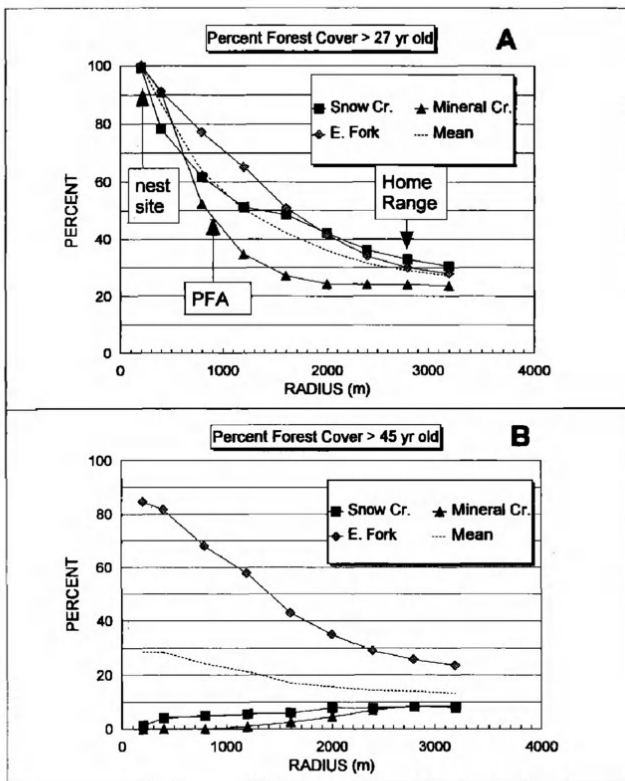 Percent Forest Cover > 27 yr old
A
100
80
60
40
20
0
PERCENT
Snow Cr. Mineral Cr.
E. Fork Mean
nest
site
PFA
Home
Range
0 1000 2000 3000 4000
RADIUS (m)
Percent Forest Cover > 45 yr old
B
100
80
60
40
20
0
PERCENT
Snow Cr. Mineral Cr.
E. Fork Mean
0 1000 2000 3000 4000
RADIUS (m)